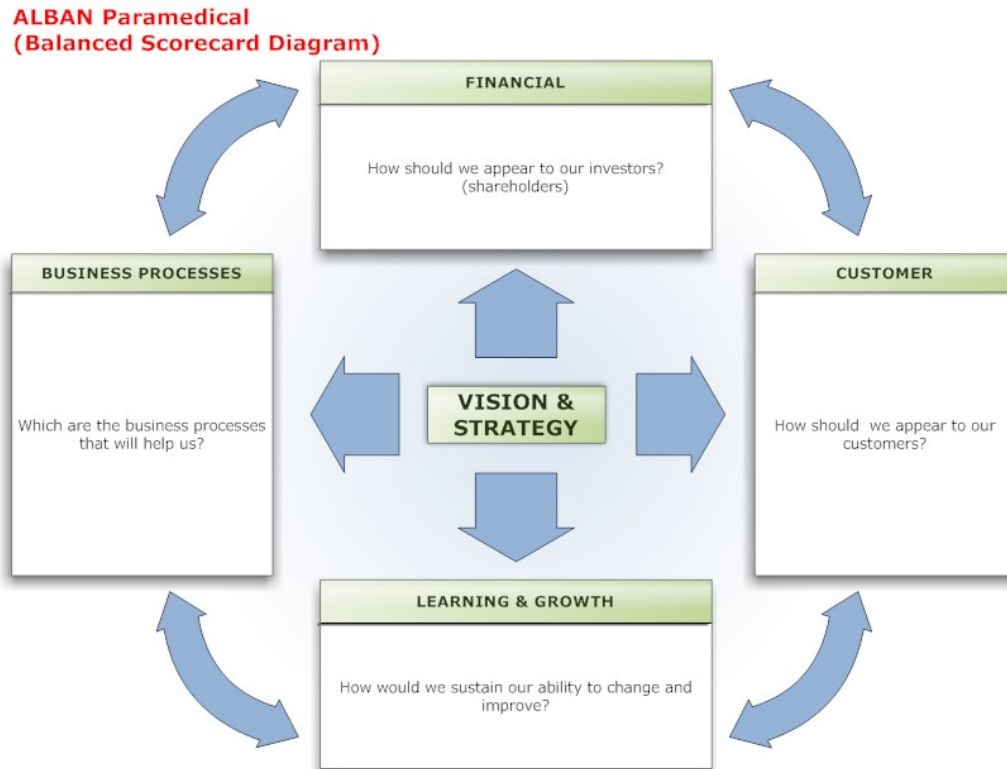 ALBAN Paramedical
(Balanced Scorecard Diagram)
FINANCIAL
How should we appear to our investors?
(shareholders)
BUSINESS PROCESSES
Which are the business processes
that will help us?
VISION &
STRATEGY
CUSTOMER
How should we appear to our
customers?
LEARNING & GROWTH
How would we sustain our ability to change and
improve?